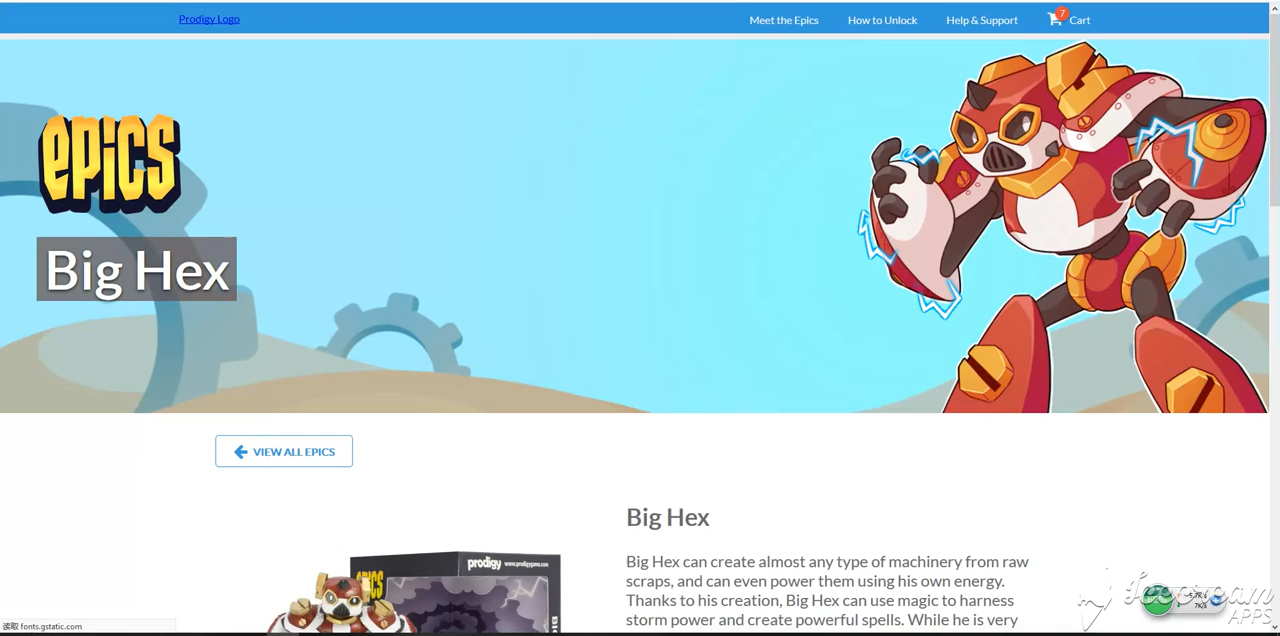 Prodigy Logo
Meet the Epics
How to Unlock
Help & Support
7
Cart
EPICS
Big Hex
VIEW ALL EPICS
Big Hex
Big Hex can create almost any type of machinery from raw
scraps, and can even power them using his own energy.
Thanks to his creation, Big Hex can use magic to harness
storm power and create powerful spells. While he is very
prodigy www.prodigygame.com
EPICS
读取 fonts.gstatic.com
Icecream
APPS